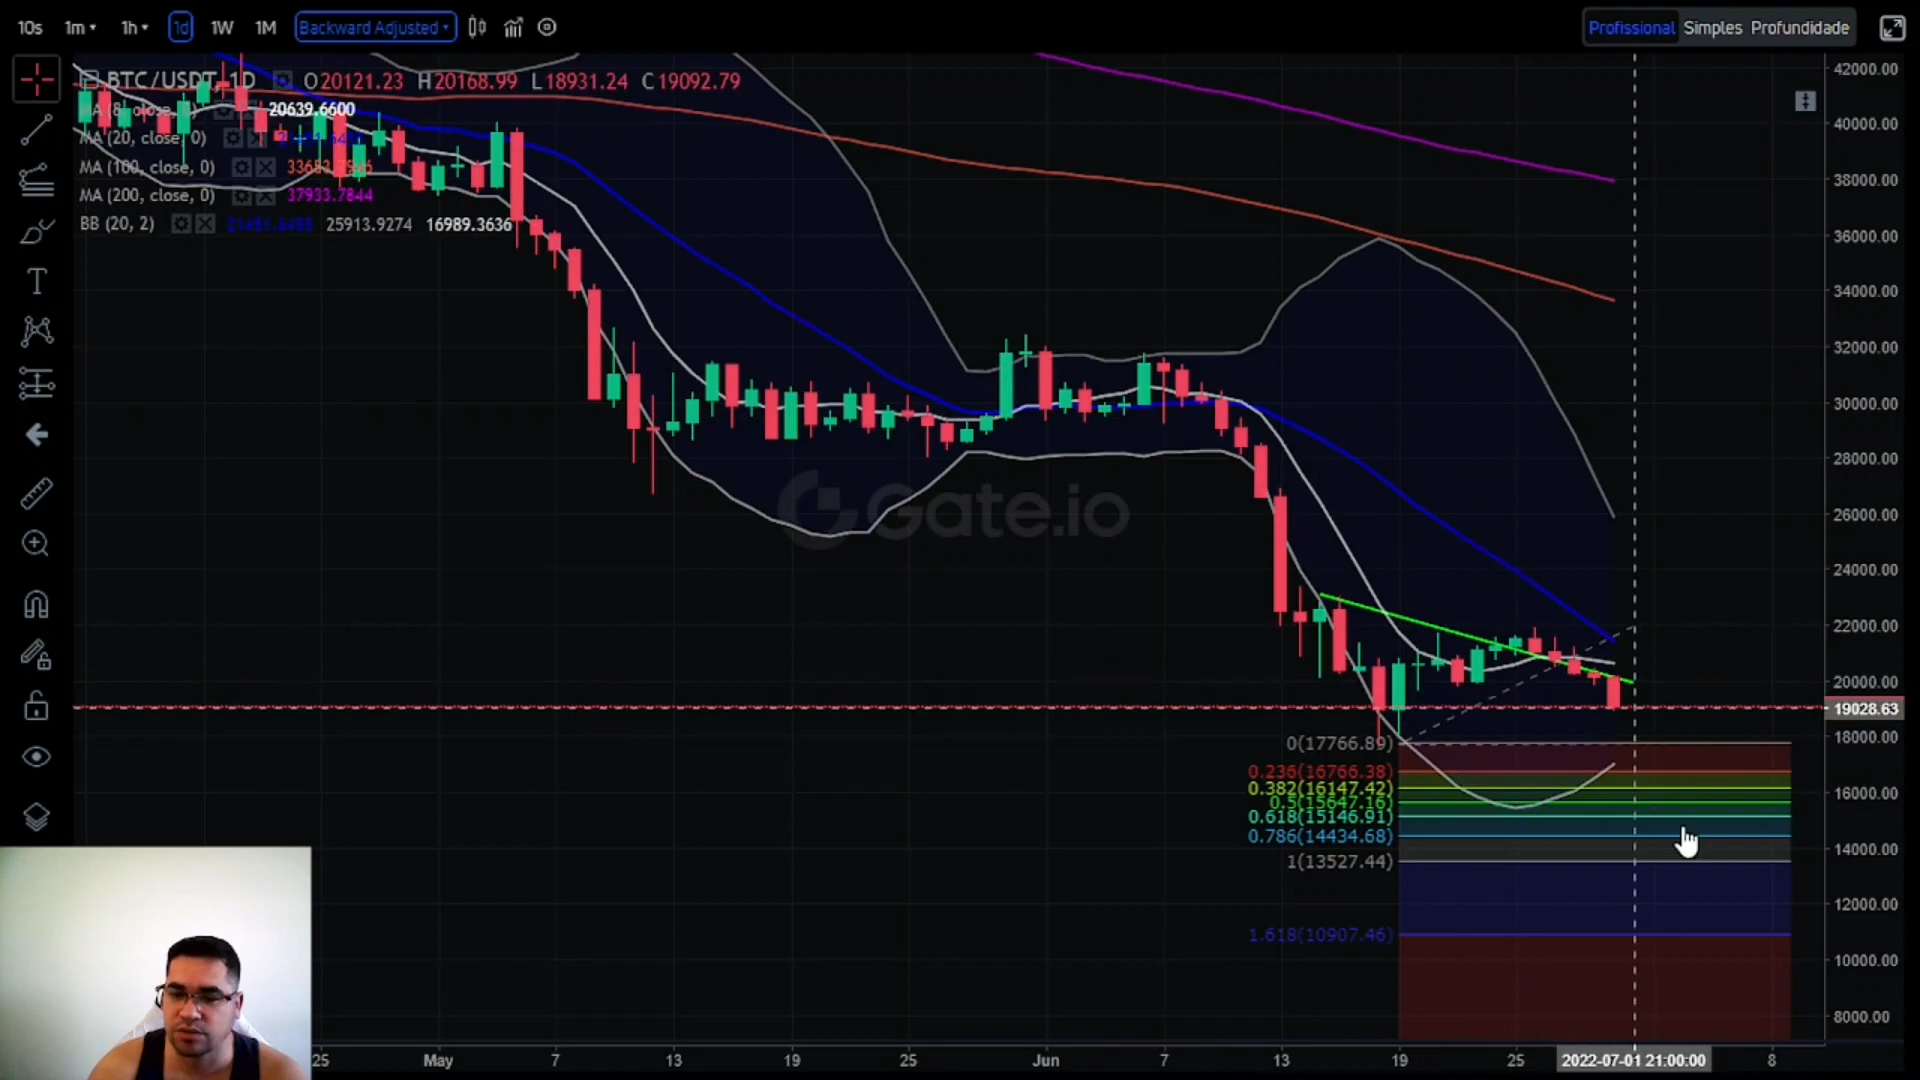 10s 1m 1h 1d 1W 1M Backward Adjusted
Profissional Simples Profundidade
BTC/USDT, 1D O20121.23 H20168.99 L18931.24 C19092.79
MA (8, close, 0) 20639.6600
MA (20, close, 0)
MA (100, close, 0)
MA (200, close, 0) 37933.7844
BB (20, 2) 25913.9274 16989.3636
42000.00
40000.00
38000.00
36000.00
34000.00
32000.00
30000.00
28000.00
26000.00
24000.00
22000.00
20000.00
19028.63
18000.00
16000.00
14000.00
12000.00
10000.00
8000.00
Gate.io
0(17766.89)
0.236(16766.38)
0.382(16147.42)
0.5(15647.16)
0.618(15146.91)
0.786(14434.68)
1(13527.44)
1.618(10907.46)
25 May 7 13 19 25 Jun 7 13 19 25 2022-07-01 21:00:00 8